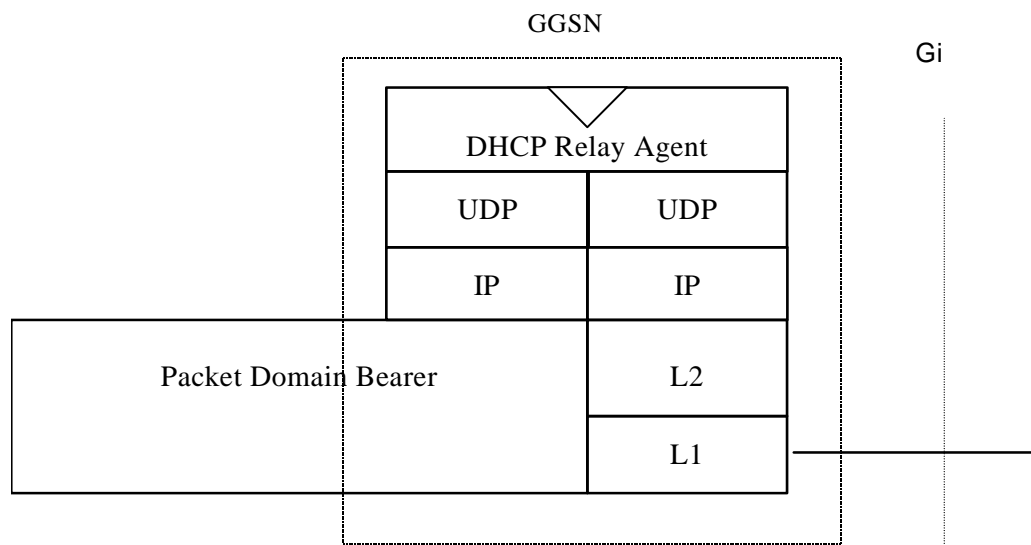 GGSN
Gi
DHCP Relay Agent
UDP UDP
IP IP
Packet Domain Bearer L2
L1